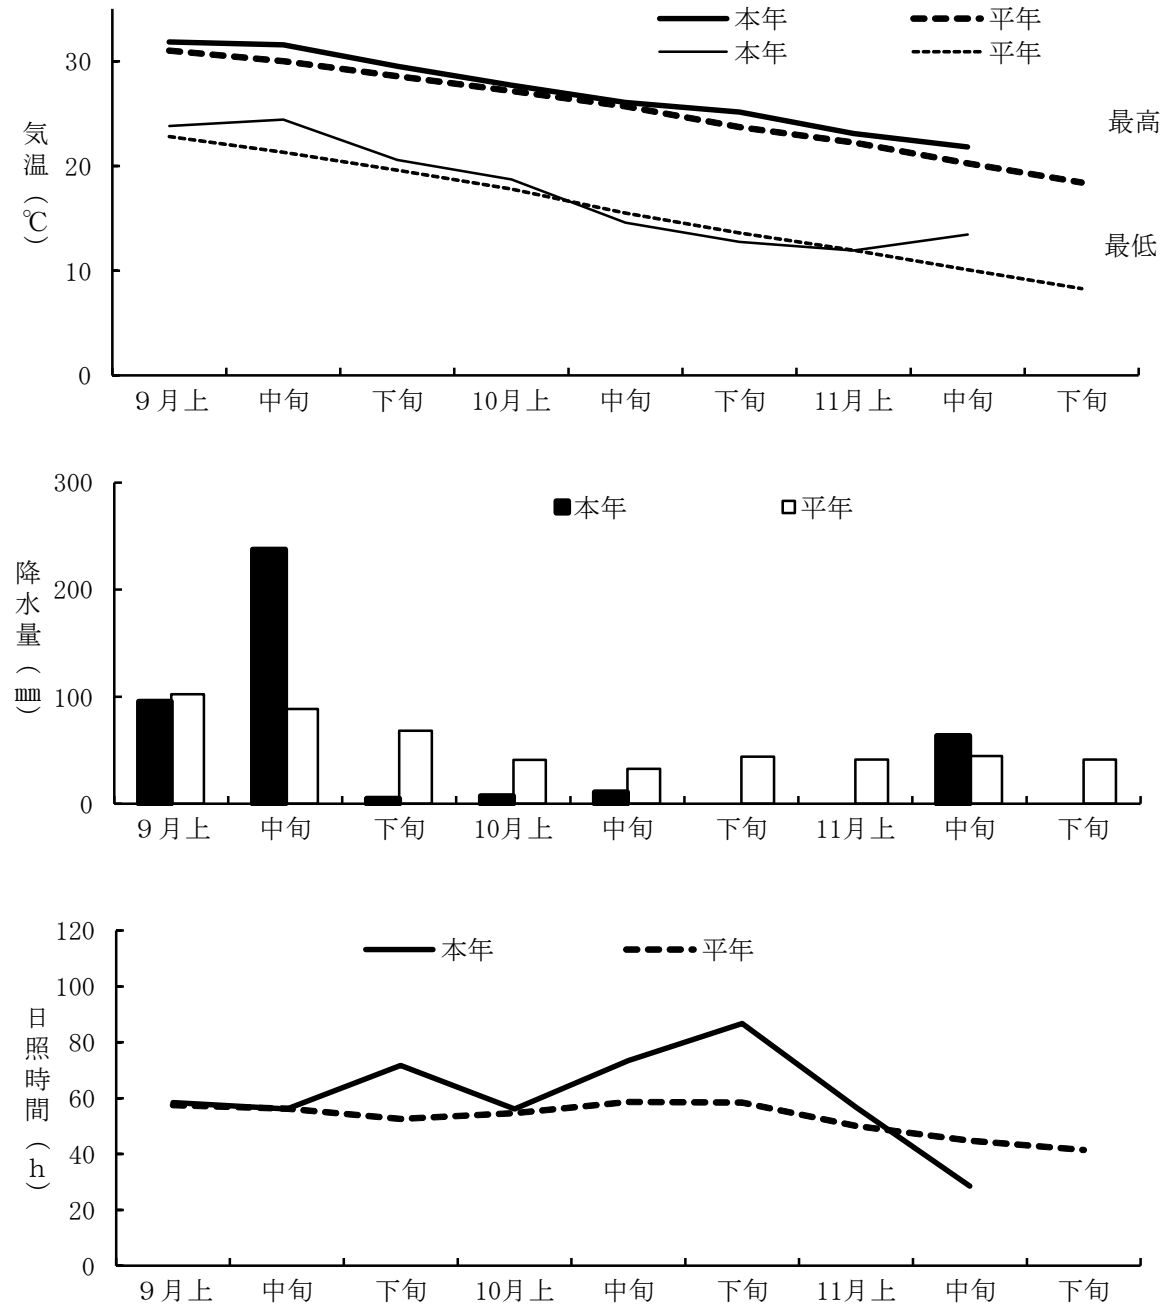 本年 平年
本年 平年
気温(℃)
30
20
10
0
最高
最低
９月上 中旬 下旬 10月上 中旬 下旬 11月上 中旬 下旬
降水量(㎜)
300
200
100
0
本年 平年
９月上 中旬 下旬 10月上 中旬 下旬 11月上 中旬 下旬
日照時間(ｈ)
120
100
80
60
40
20
0
本年 平年
９月上 中旬 下旬 10月上 中旬 下旬 11月上 中旬 下旬